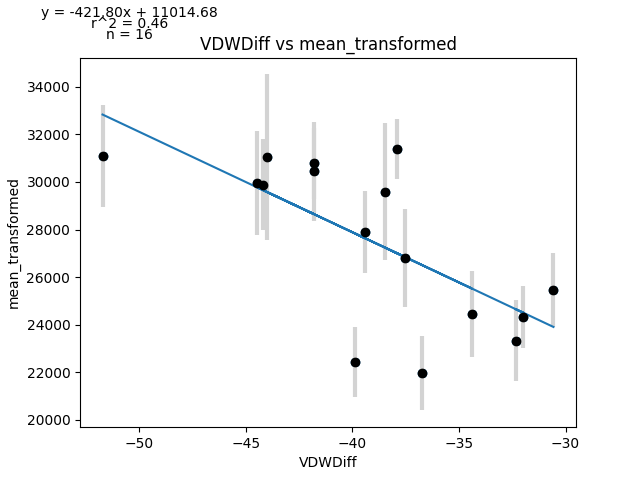 y = -421.80x + 11014.68
r^2 = 0.46
n = 16
VDWDiff vs mean_transformed
mean_transformed
34000
32000
30000
28000
26000
24000
22000
20000
−50
−45
−40
−35
−30
VDWDiff